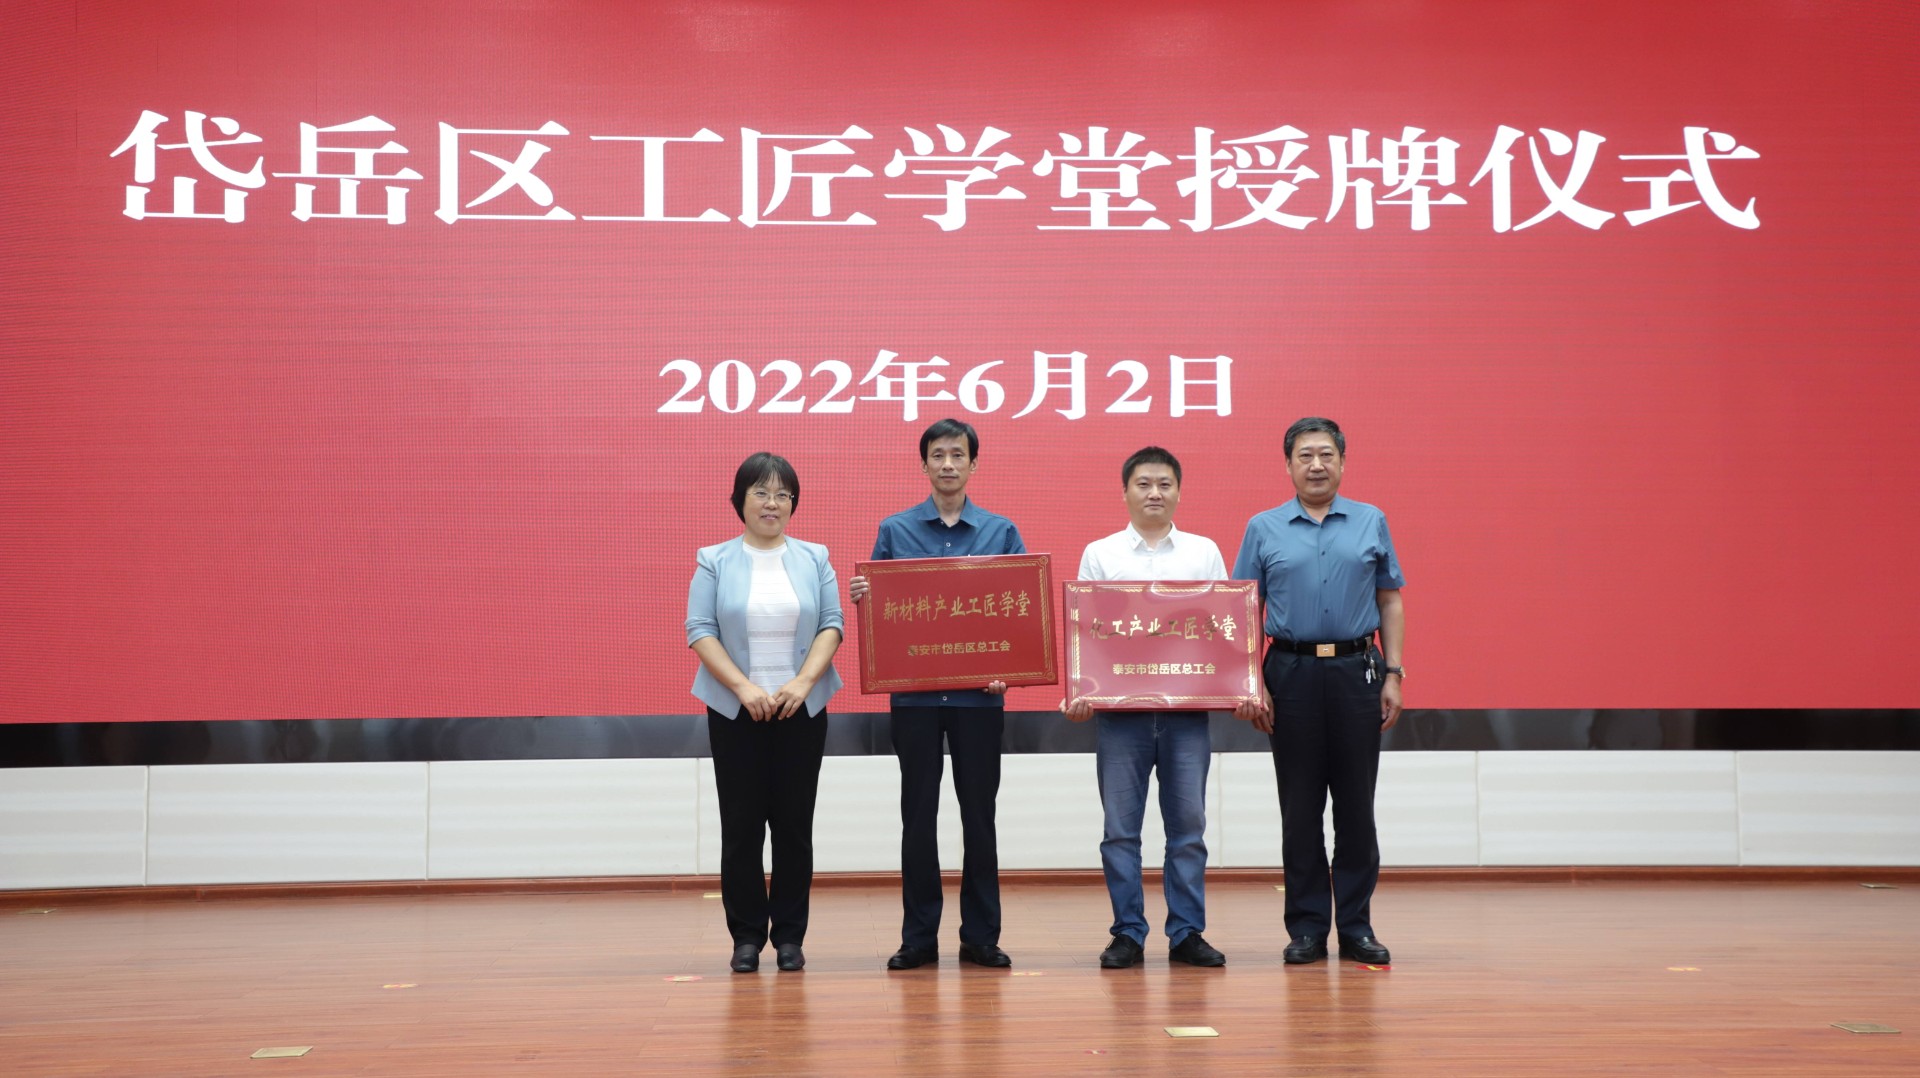 岱岳区工匠学堂授牌仪式
2022年6月2日
新材料产业工匠学堂
泰安市岱岳区总工会
化工产业工匠学堂
泰安市岱岳区总工会